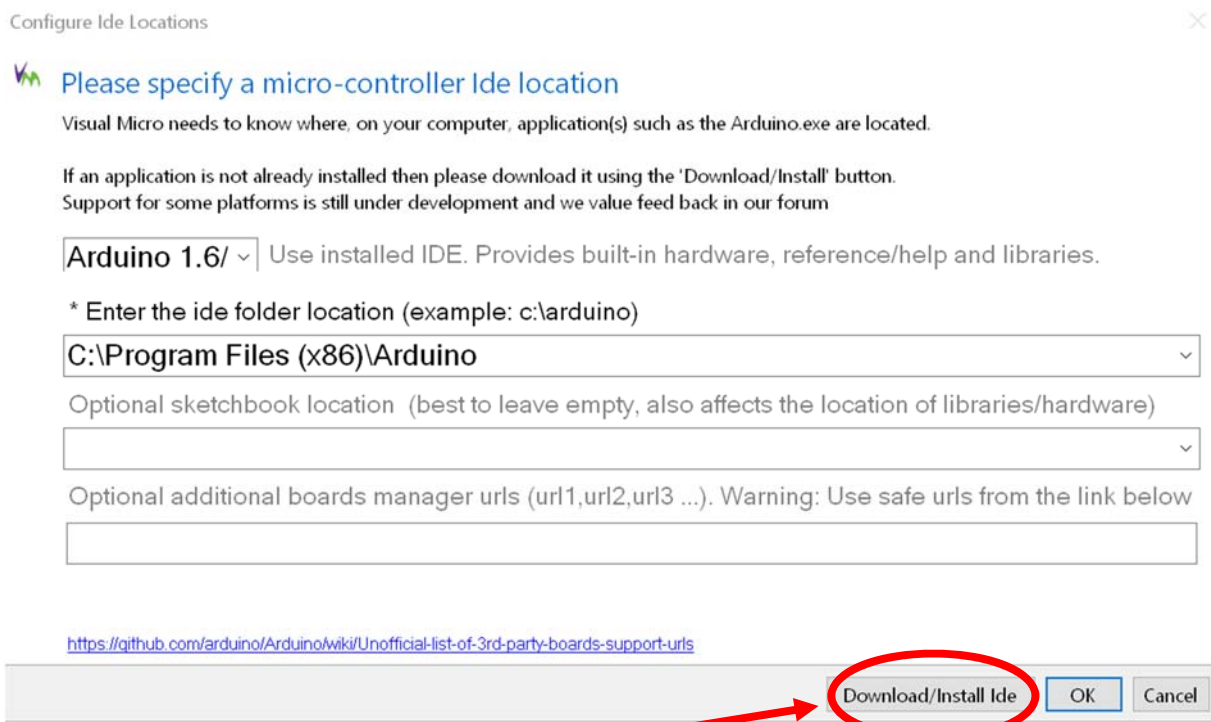 Configure Ide Locations
Please specify a micro-controller Ide location
Visual Micro needs to know where, on your computer, application(s) such as the Arduino.exe are located.
If an application is not already installed then please download it using the 'Download/Install' button.
Support for some platforms is still under development and we value feed back in our forum
Arduino 1.6/ Use installed IDE. Provides built-in hardware, reference/help and libraries.
* Enter the ide folder location (example: c:\arduino)
C:\Program Files (x86)\Arduino
Optional sketchbook location (best to leave empty, also affects the location of libraries/hardware)
Optional additional boards manager urls (url1,url2,url3 ...). Warning: Use safe urls from the link below
https://github.com/arduino/Arduino/wiki/Unofficial-list-of-3rd-party-boards-support-urls
Download/Install Ide OK Cancel